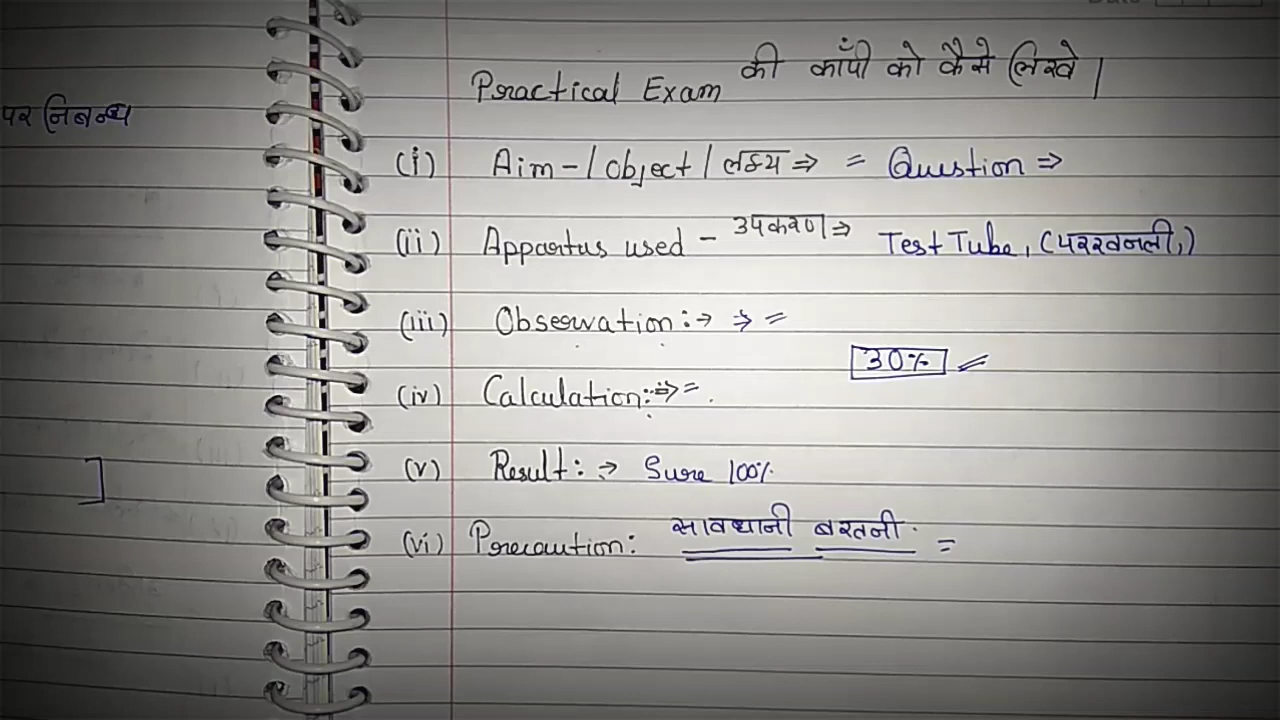 पर निबन्ध
Practical Exam की कॉपी को कैसे लिखे।
(i) Aim-/object/लक्ष्य⇒ = Question⇒
(ii) Appartus used - उपकरण⇒ Test Tube, (परखनली,)
(iii) Observation:→ ⇒ =
30%
(iv) Calculation:⇒ = .
(v) Result:→ Sure 100%
(vi) Precaution: सावधानी बरतनी. =
]